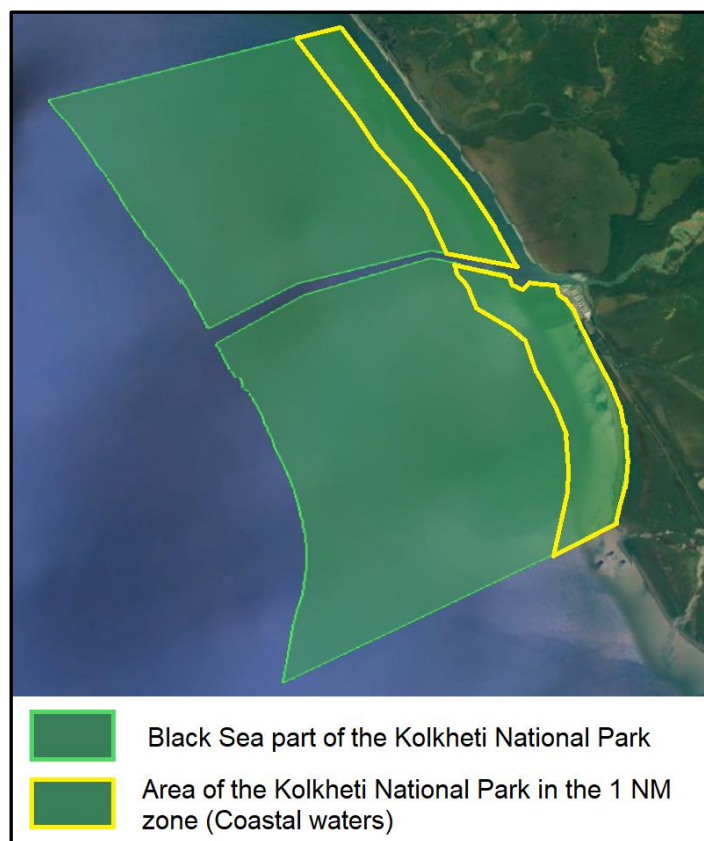 Black Sea part of the Kolkheti National Park
Area of the Kolkheti National Park in the 1 NM
zone (Coastal waters)